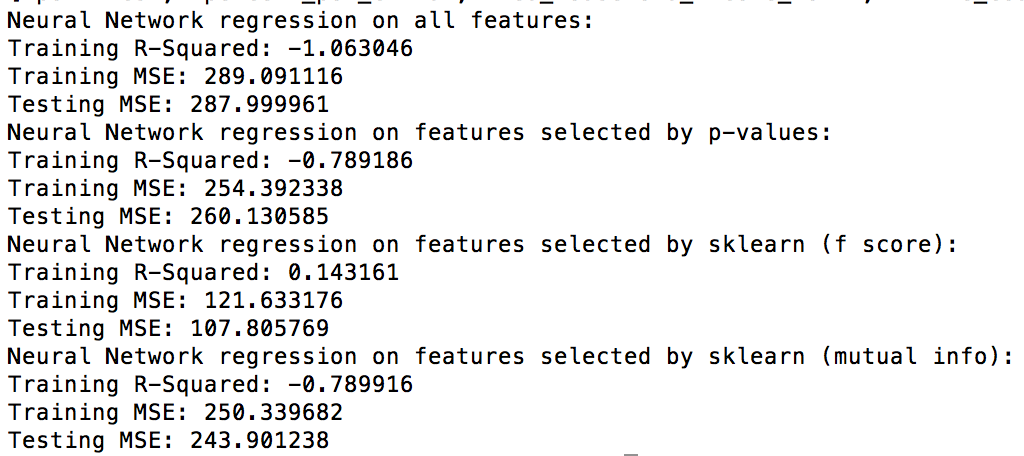 Neural Network regression on all features:
Training R-Squared: -1.063046
Training MSE: 289.091116
Testing MSE: 287.999961
Neural Network regression on features selected by p-values:
Training R-Squared: -0.789186
Training MSE: 254.392338
Testing MSE: 260.130585
Neural Network regression on features selected by sklearn (f score):
Training R-Squared: 0.143161
Training MSE: 121.633176
Testing MSE: 107.805769
Neural Network regression on features selected by sklearn (mutual info):
Training R-Squared: -0.789916
Training MSE: 250.339682
Testing MSE: 243.901238